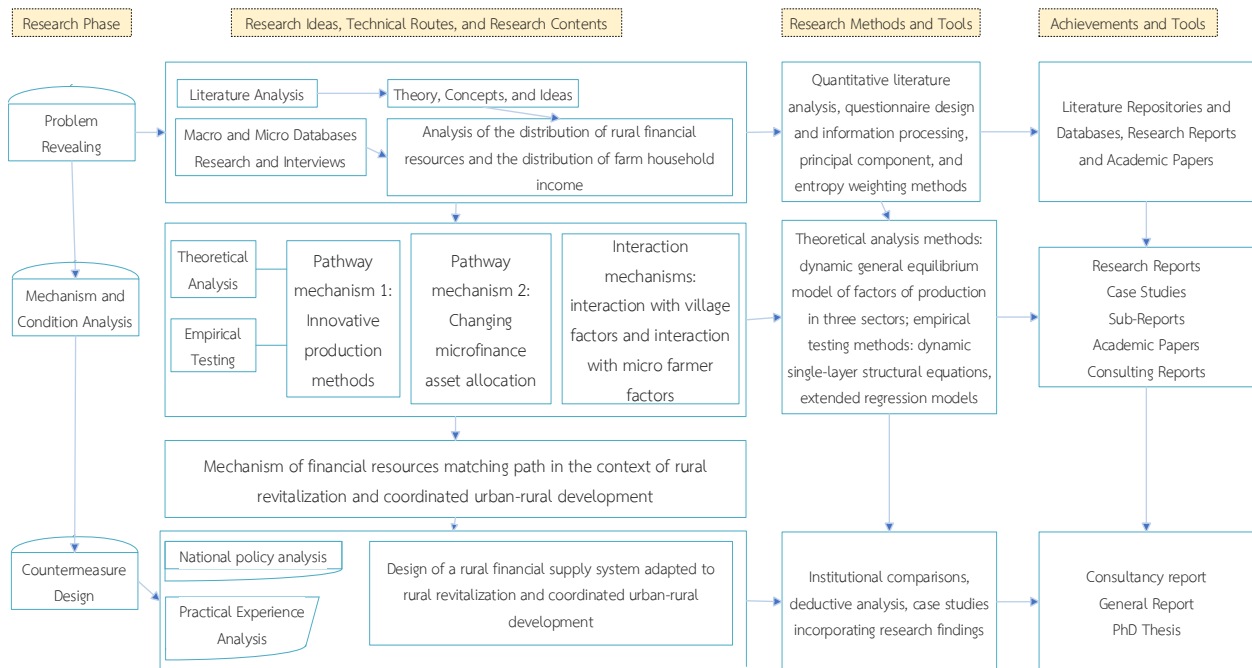 Research Phase
Research Ideas, Technical Routes, and Research Contents
Research Methods and Tools
Achievements and Tools
Problem
Revealing
Literature Analysis
Theory, Concepts, and Ideas
Macro and Micro Databases
Research and Interviews
Analysis of the distribution of rural financial
resources and the distribution of farm household
income
Quantitative literature
analysis, questionnaire design
and information processing,
principal component, and
entropy weighting methods
Literature Repositories and
Databases, Research Reports
and Academic Papers
Mechanism and
Condition Analysis
Theoretical
Analysis
Empirical
Testing
Pathway
mechanism 1:
Innovative
production
methods
Pathway
mechanism 2:
Changing
microfinance
asset allocation
Interaction
mechanisms:
interaction with village
factors and interaction
with micro farmer
factors
Theoretical analysis methods:
dynamic general equilibrium
model of factors of production
in three sectors; empirical
testing methods: dynamic
single-layer structural equations,
extended regression models
Research Reports
Case Studies
Sub-Reports
Academic Papers
Consulting Reports
Mechanism of financial resources matching path in the context of rural
revitalization and coordinated urban-rural development
Countermeasure
Design
National policy analysis
Practical Experience
Analysis
Design of a rural financial supply system adapted to
rural revitalization and coordinated urban-rural
development
Institutional comparisons,
deductive analysis, case studies
incorporating research findings
Consultancy report
General Report
PhD Thesis